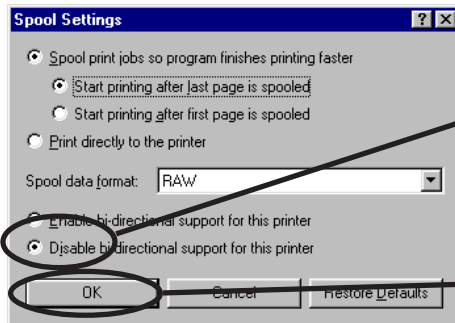 Spool Settings
Spool print jobs so program finishes printing faster
Start printing after last page is spooled
Start printing after first page is spooled
Print directly to the printer
Spool data format: RAW
Enable bi-directional support for this printer
Disable bi-directional support for this printer
OK Cancel Restore Defaults